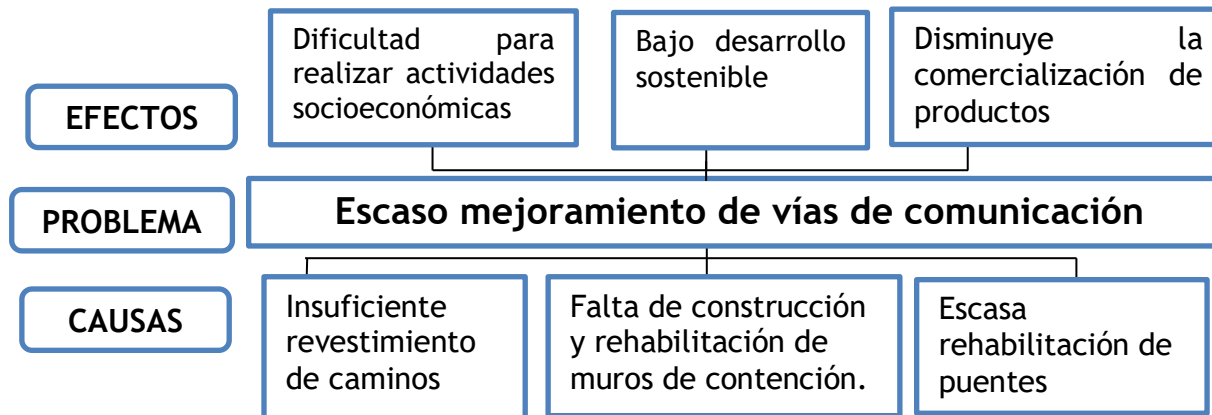 EFECTOS
Dificultad para
realizar actividades
socioeconómicas
Bajo desarrollo
sostenible
Disminuye la
comercialización de
productos
PROBLEMA
Escaso mejoramiento de vías de comunicación
CAUSAS
Insuficiente
revestimiento
de caminos
Falta de construcción
y rehabilitación de
muros de contención.
Escasa
rehabilitación de
puentes